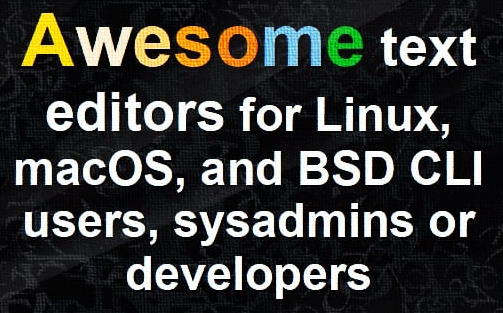 Awesome text
editors for Linux,
macOS, and BSD CLI
users, sysadmins or
developers